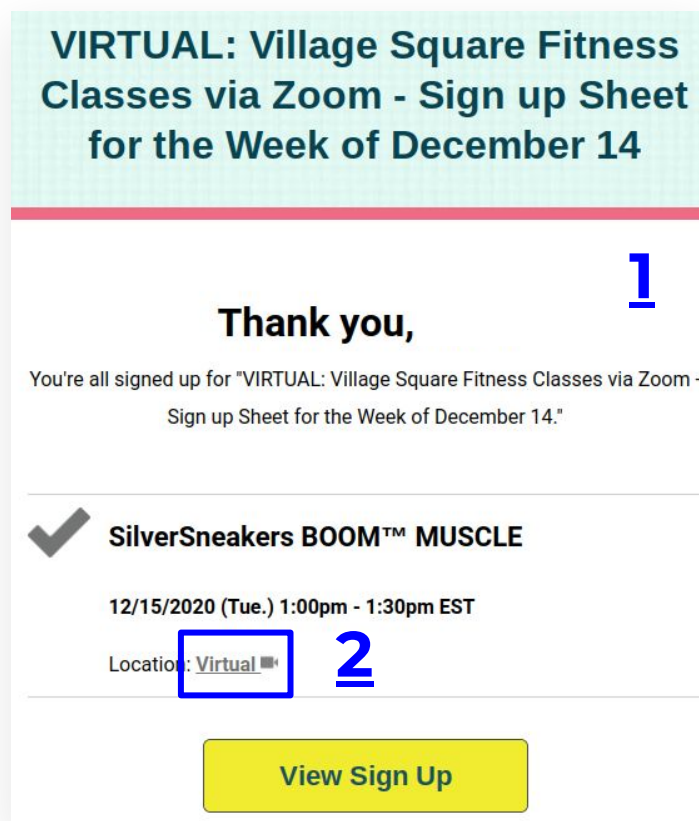 VIRTUAL: Village Square Fitness
Classes via Zoom - Sign up Sheet
for the Week of December 14
1
Thank you,
You're all signed up for "VIRTUAL: Village Square Fitness Classes via Zoom -
Sign up Sheet for the Week of December 14."
SilverSneakers BOOM™ MUSCLE
12/15/2020 (Tue.) 1:00pm - 1:30pm EST
Location: Virtual
2
View Sign Up